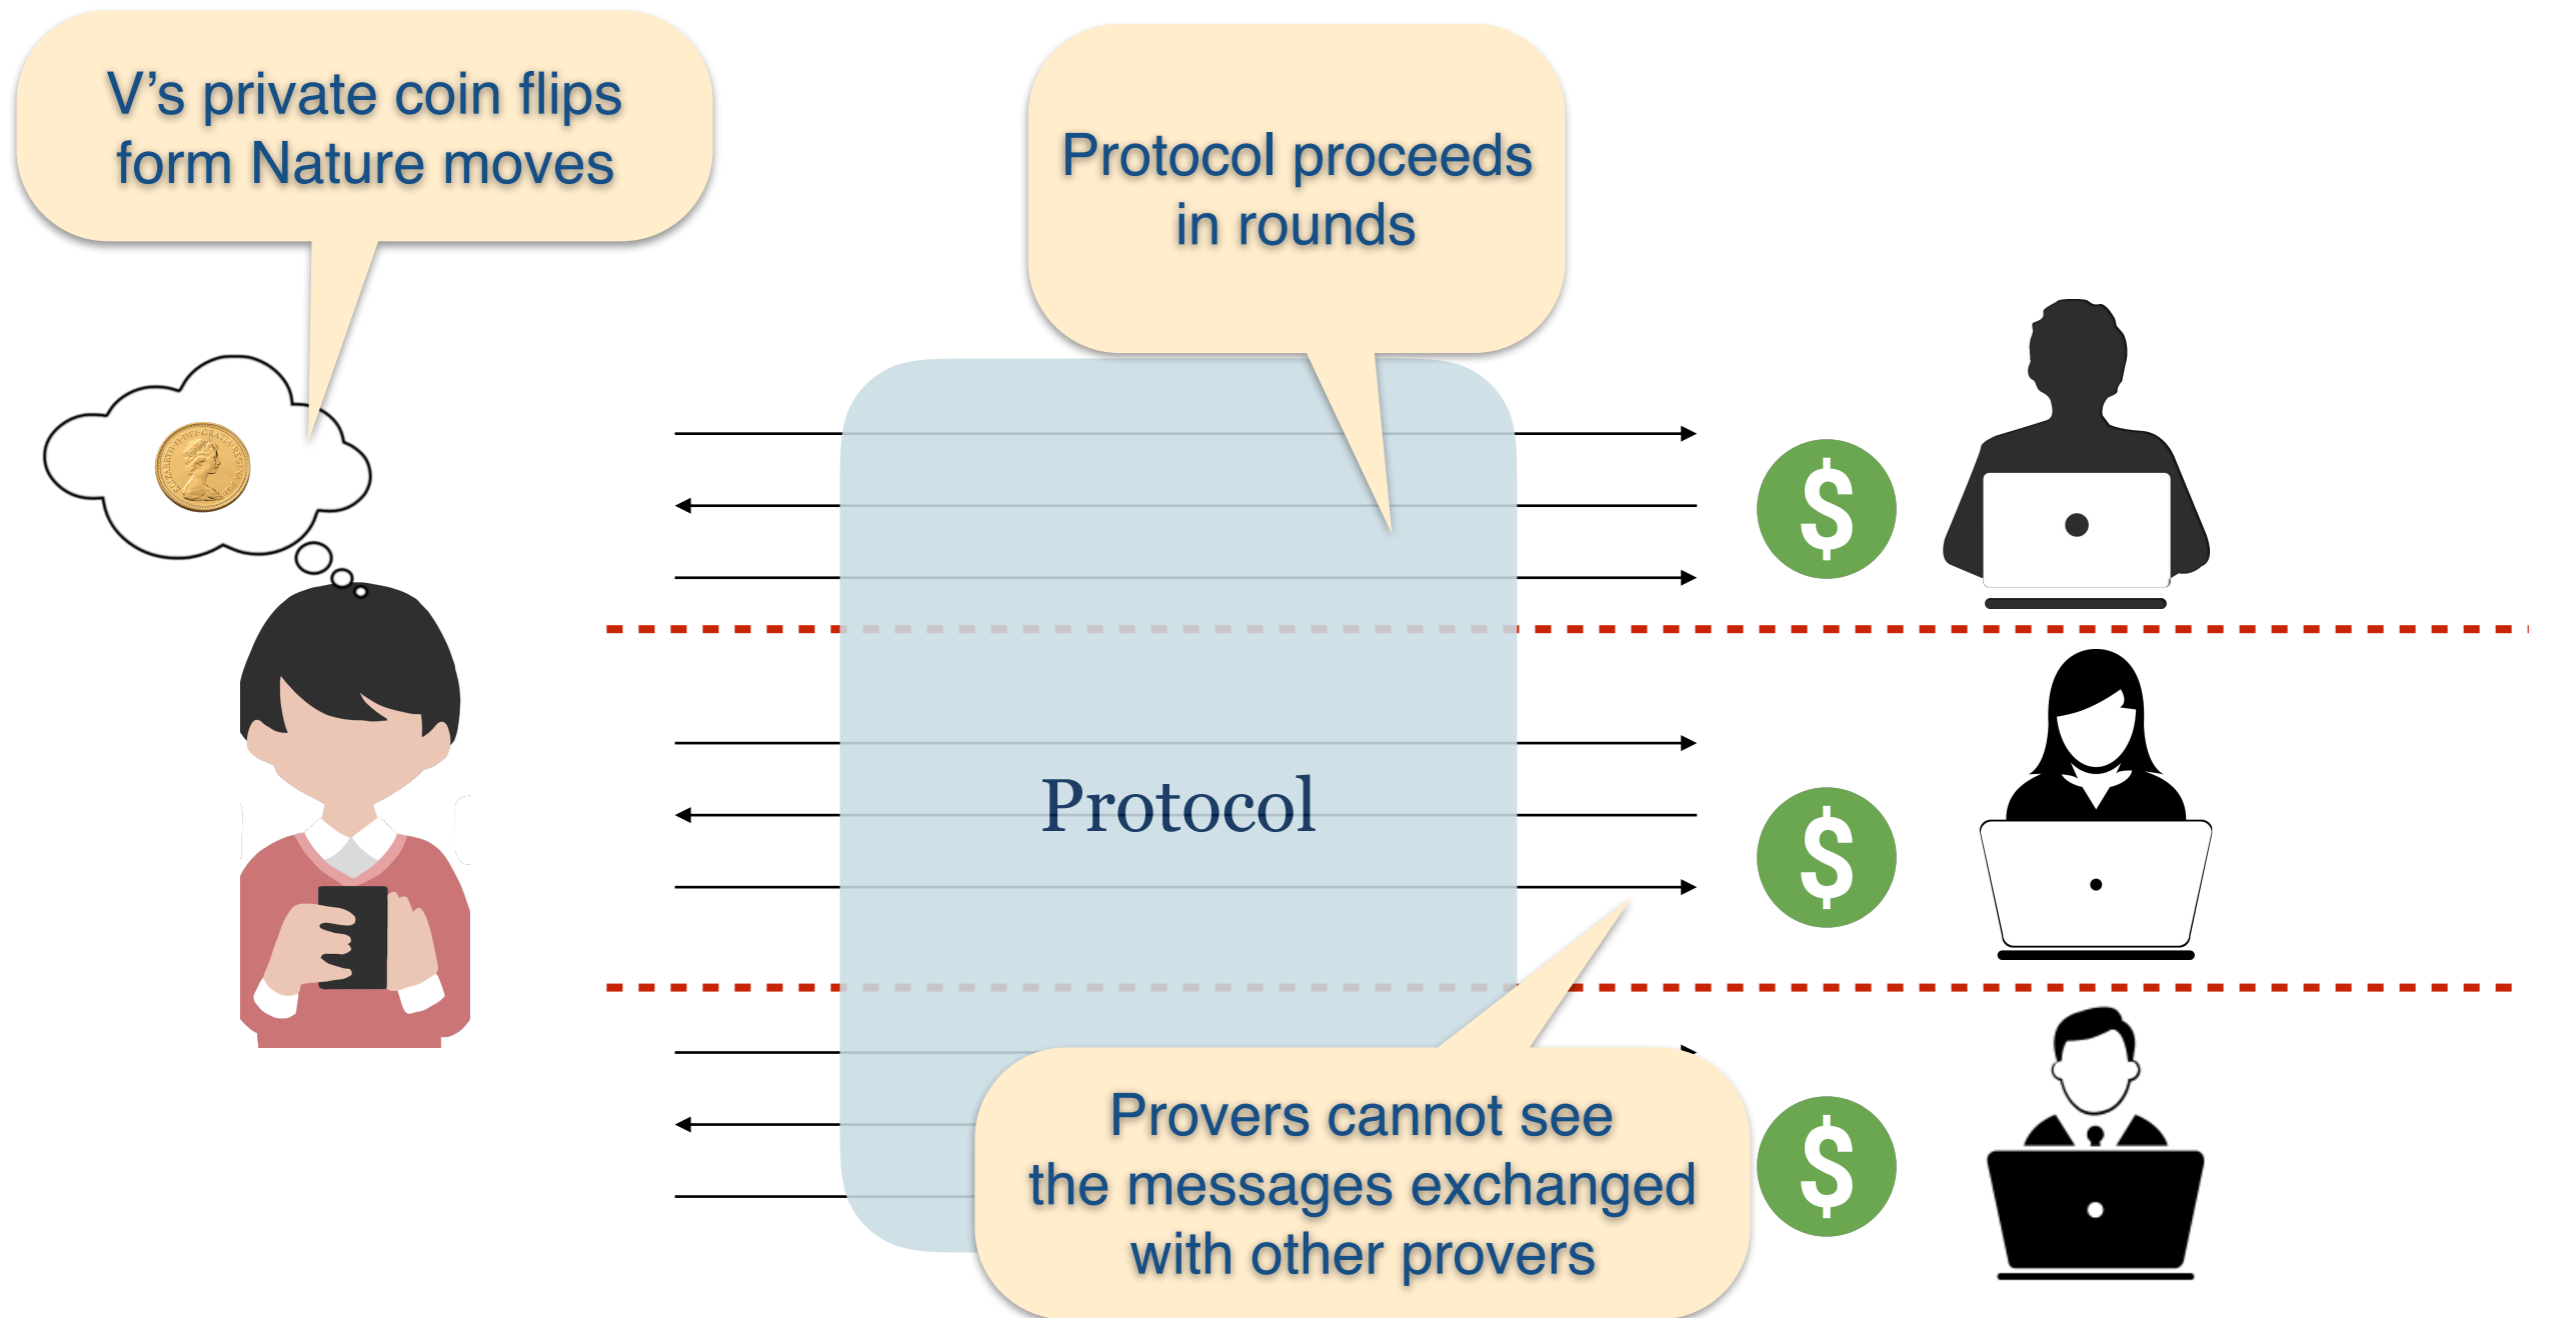 V’s private coin flips
form Nature moves
Protocol proceeds
in rounds
$
Protocol
$
Provers cannot see
the messages exchanged
with other provers
$